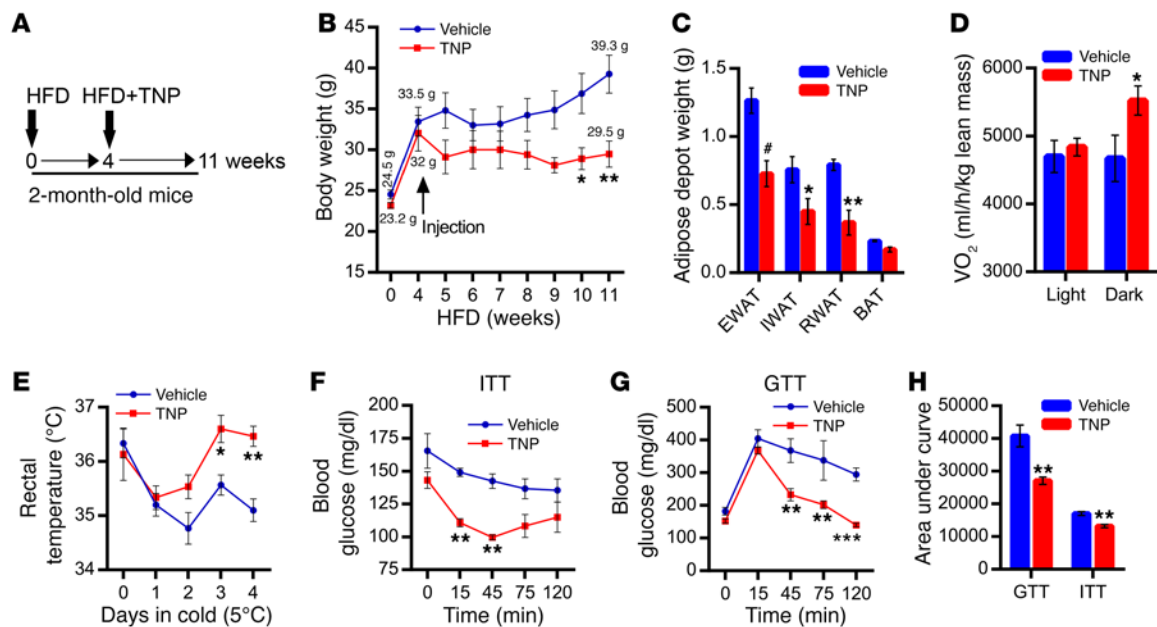 A
HFD
HFD+TNP
0
4
11 weeks
2-month-old mice
B
Vehicle
TNP
Body weight
(g)
45
40
35
30
25
20
15
24.5 g
23.2 g
33.5 g
32 g
39.3 g
29.5 g
Injection
* **
0 4 5 6 7 8 9 10 11
HFD (weeks)
C
Vehicle
TNP
Adipose depot weight (g)
1.5
1.0
0.5
0.0
#
*
**
EWAT IWAT RWAT BAT
D
Vehicle
TNP
VO2 (ml/h/kg lean mass)
6000
5000
4000
3000
*
Light Dark
E
Vehicle
TNP
Rectal
temperature (°C)
37
36
35
34
* **
0 1 2 3 4
Days in cold (5°C)
F
ITT
Vehicle
TNP
Blood
glucose (mg/dl)
200
175
150
125
100
75
** **
0 15 45 75 120
Time (min)
G
GTT
Vehicle
TNP
Blood
glucose (mg/dl)
500
400
300
200
100
0
** ** ***
0 15 45 75 120
Time (min)
H
Vehicle
TNP
Area under curve
50000
40000
30000
20000
10000
0
**
**
GTT ITT